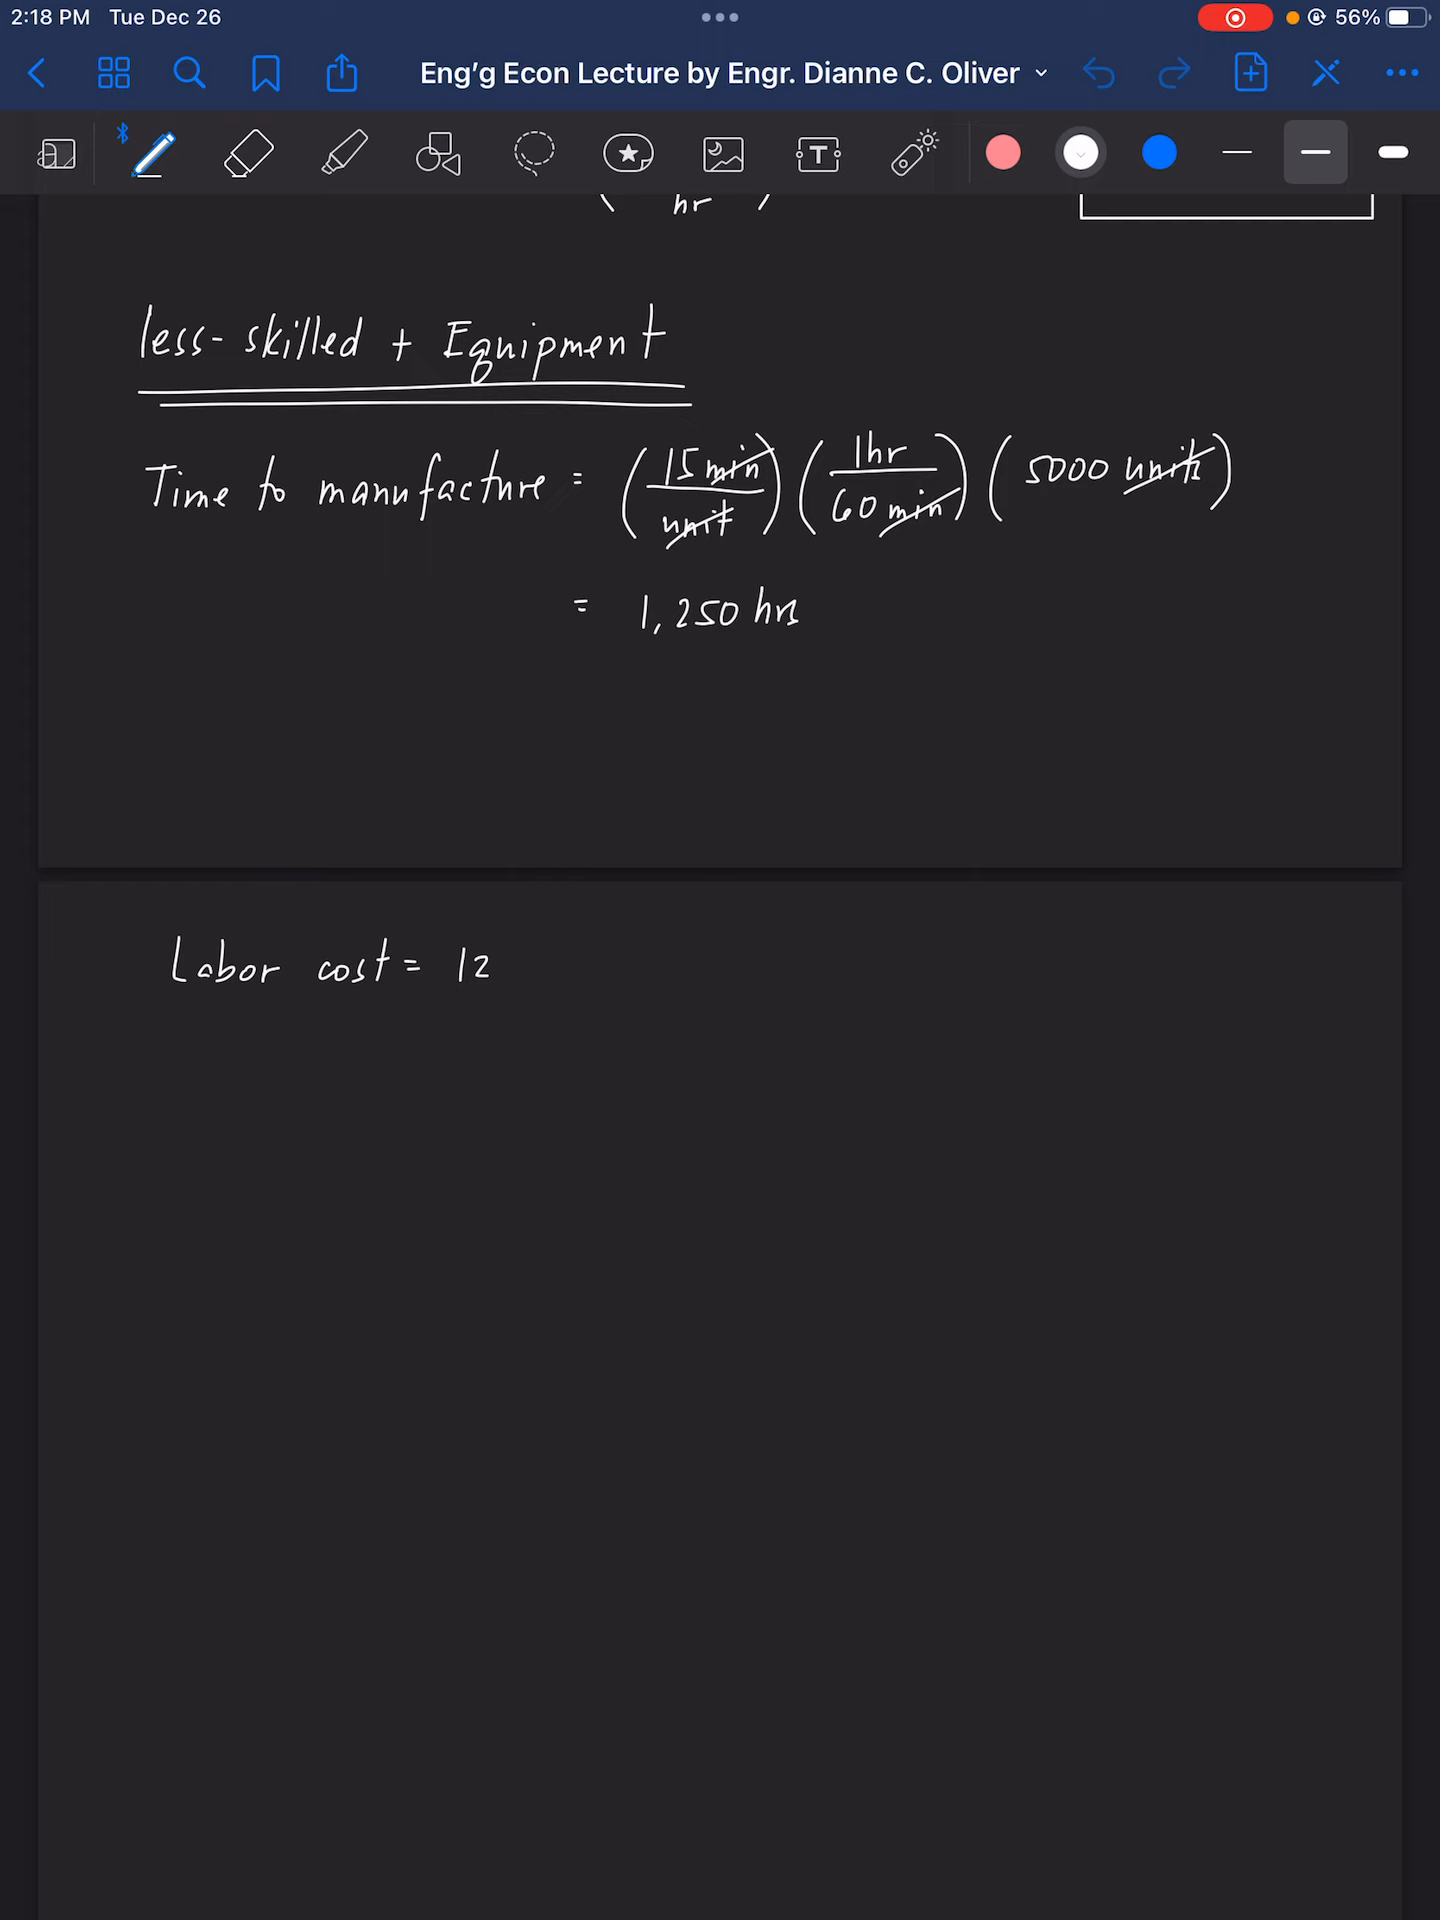 2:18 PM Tue Dec 26
56%
Eng'g Econ Lecture by Engr. Dianne C. Oliver
T
hr
less-skilled + Equipment
Time to manufacture = (15 min / unit) (1hr / 60 min) (5000 units)
= 1,250 hrs
Labor cost = 12